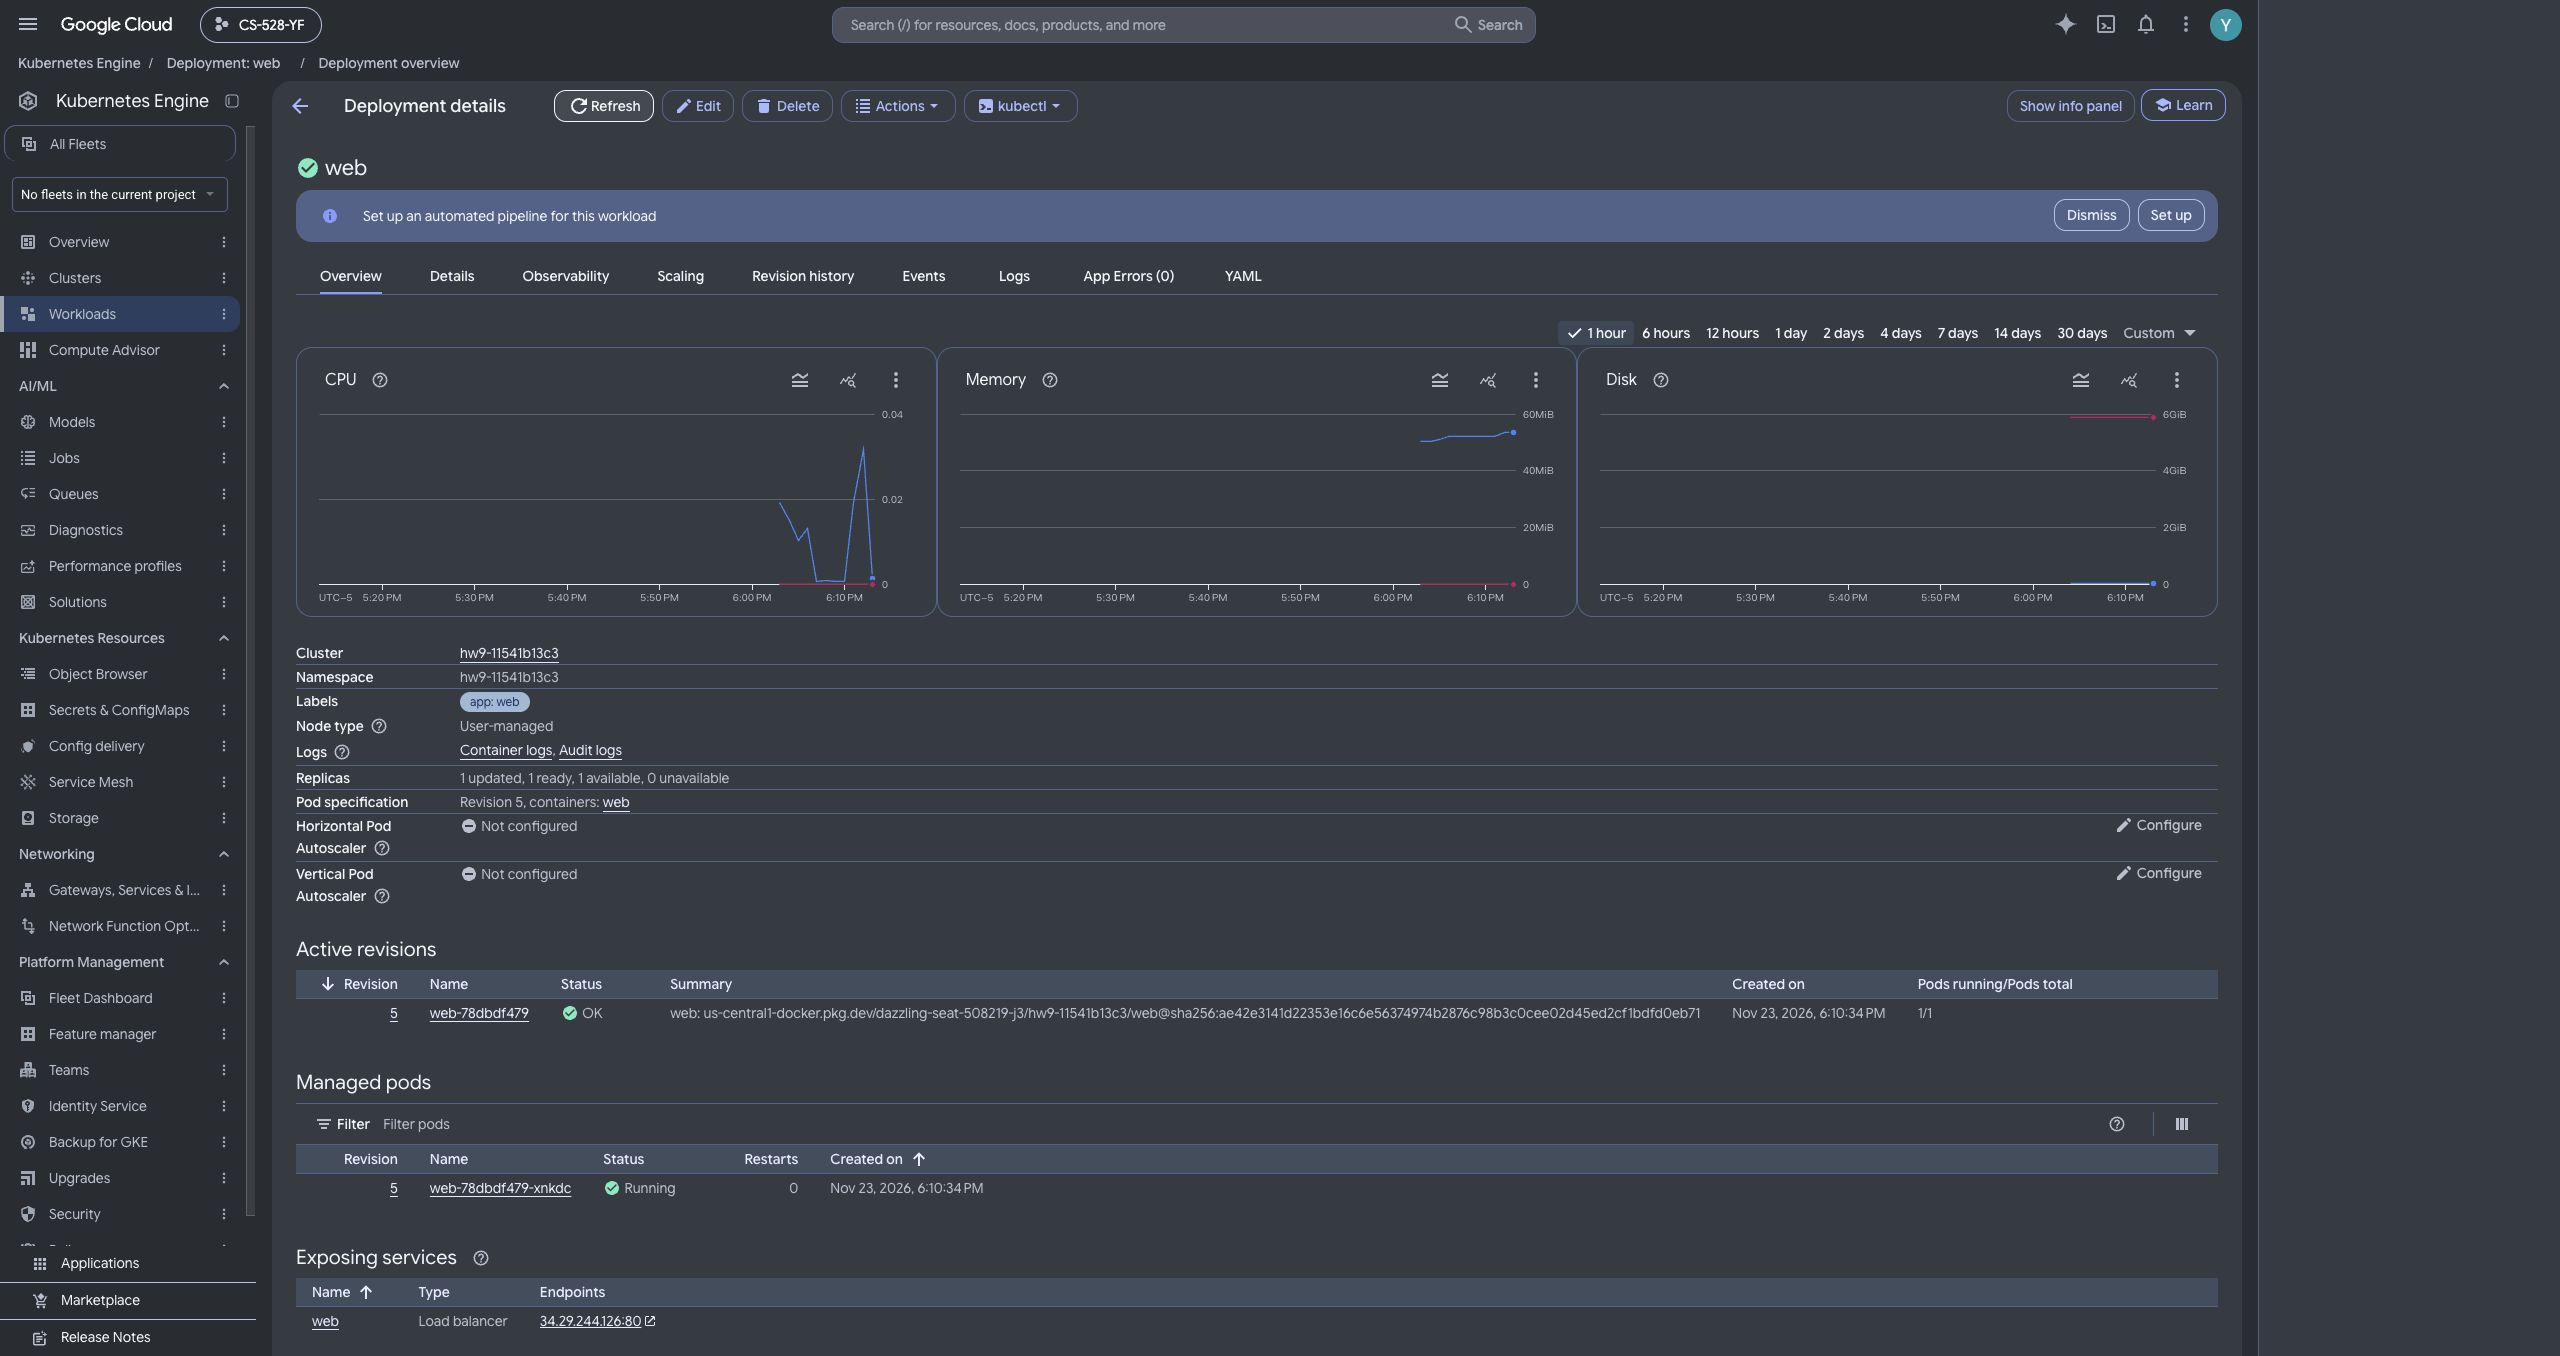 Google Cloud
CS-528-YF
Search (/) for resources, docs, products, and more
Search
Y
Kubernetes Engine / Deployment: web / Deployment overview
Kubernetes Engine
All Fleets
No fleets in the current project
Overview
Clusters
Workloads
Compute Advisor
AI/ML
Models
Jobs
Queues
Diagnostics
Performance profiles
Solutions
Kubernetes Resources
Object Browser
Secrets & ConfigMaps
Config delivery
Service Mesh
Storage
Networking
Gateways, Services & I...
Network Function Opt...
Platform Management
Fleet Dashboard
Feature manager
Teams
Identity Service
Backup for GKE
Upgrades
Security
Applications
Marketplace
Release Notes
Deployment details
Refresh
Edit
Delete
Actions
kubectl
Show info panel
Learn
web
Set up an automated pipeline for this workload
Dismiss
Set up
Overview Details Observability Scaling Revision history Events Logs App Errors (0) YAML
1 hour 6 hours 12 hours 1 day 2 days 4 days 7 days 14 days 30 days Custom
CPU
0.04
0.02
0
UTC-5 5:20 PM 5:30 PM 5:40 PM 5:50 PM 6:00 PM 6:10 PM
Memory
60MiB
40MiB
20MiB
0
UTC-5 5:20 PM 5:30 PM 5:40 PM 5:50 PM 6:00 PM 6:10 PM
Disk
6GiB
4GiB
2GiB
0
UTC-5 5:20 PM 5:30 PM 5:40 PM 5:50 PM 6:00 PM 6:10 PM
Cluster hw9-11541b13c3
Namespace hw9-11541b13c3
Labels app: web
Node type User-managed
Logs Container logs, Audit logs
Replicas 1 updated, 1 ready, 1 available, 0 unavailable
Pod specification Revision 5, containers: web
Horizontal Pod Autoscaler Not configured Configure
Vertical Pod Autoscaler Not configured Configure
Active revisions
Revision Name Status Summary Created on Pods running/Pods total
5 web-78dbdf479 OK web: us-central1-docker.pkg.dev/dazzling-seat-508219-j3/hw9-11541b13c3/web@sha256:ae42e3141d22353e16c6e56374974b2876c98b3c0cee02d45ed2cf1bdfd0eb71 Nov 23, 2026, 6:10:34 PM 1/1
Managed pods
Filter Filter pods
Revision Name Status Restarts Created on
5 web-78dbdf479-xnkdc Running 0 Nov 23, 2026, 6:10:34 PM
Exposing services
Name Type Endpoints
web Load balancer 34.29.244.126:80